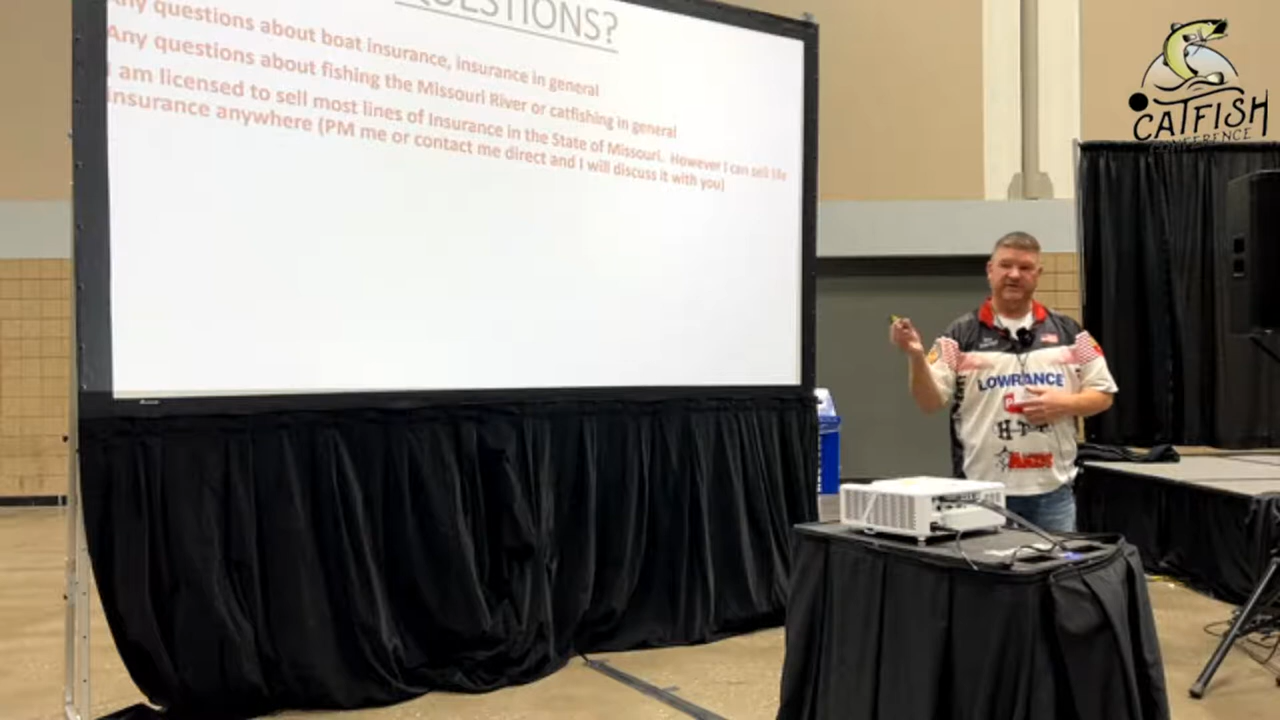 QUESTIONS?
Any questions about boat insurance, insurance in general
Any questions about fishing the Missouri River or catfishing in general
I am licensed to sell most lines of Insurance in the State of Missouri. However I can sell life
insurance anywhere (PM me or contact me direct and I will discuss it with you)
CATFISH
CONFERENCE
LOWRANCE